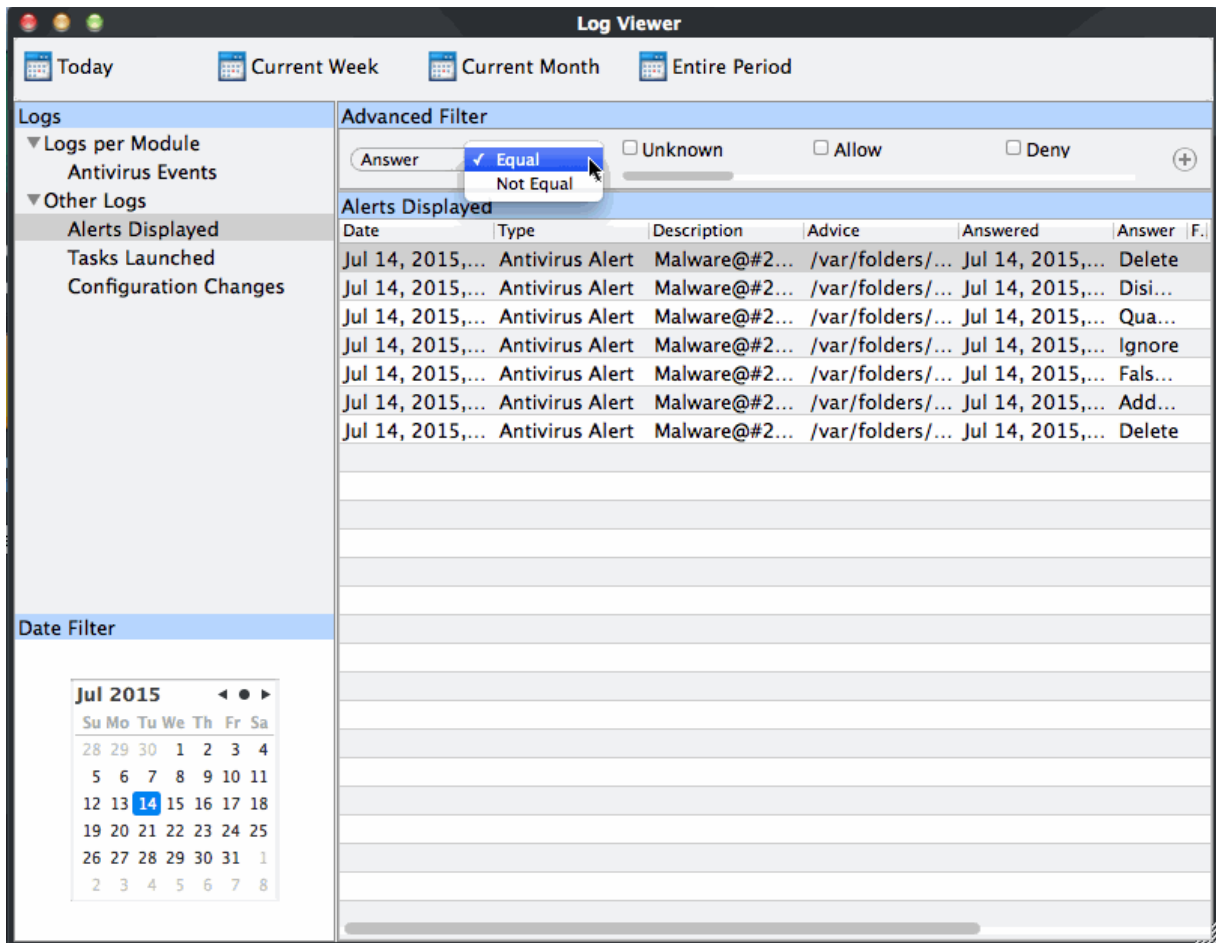 Log Viewer
Today Current Week Current Month Entire Period
Logs
Logs per Module
Antivirus Events
Other Logs
Alerts Displayed
Tasks Launched
Configuration Changes
Advanced Filter
Answer ✓ Equal Unknown Allow Deny
Not Equal
Alerts Displayed
Date Type Description Advice Answered Answer F.
Jul 14, 2015,... Antivirus Alert Malware@#2... /var/folders/... Jul 14, 2015,... Delete
Jul 14, 2015,... Antivirus Alert Malware@#2... /var/folders/... Jul 14, 2015,... Disi...
Jul 14, 2015,... Antivirus Alert Malware@#2... /var/folders/... Jul 14, 2015,... Qua...
Jul 14, 2015,... Antivirus Alert Malware@#2... /var/folders/... Jul 14, 2015,... Ignore
Jul 14, 2015,... Antivirus Alert Malware@#2... /var/folders/... Jul 14, 2015,... Fals...
Jul 14, 2015,... Antivirus Alert Malware@#2... /var/folders/... Jul 14, 2015,... Add...
Jul 14, 2015,... Antivirus Alert Malware@#2... /var/folders/... Jul 14, 2015,... Delete
Date Filter
Jul 2015
Su Mo Tu We Th Fr Sa
28 29 30 1 2 3 4
5 6 7 8 9 10 11
12 13 14 15 16 17 18
19 20 21 22 23 24 25
26 27 28 29 30 31 1
2 3 4 5 6 7 8